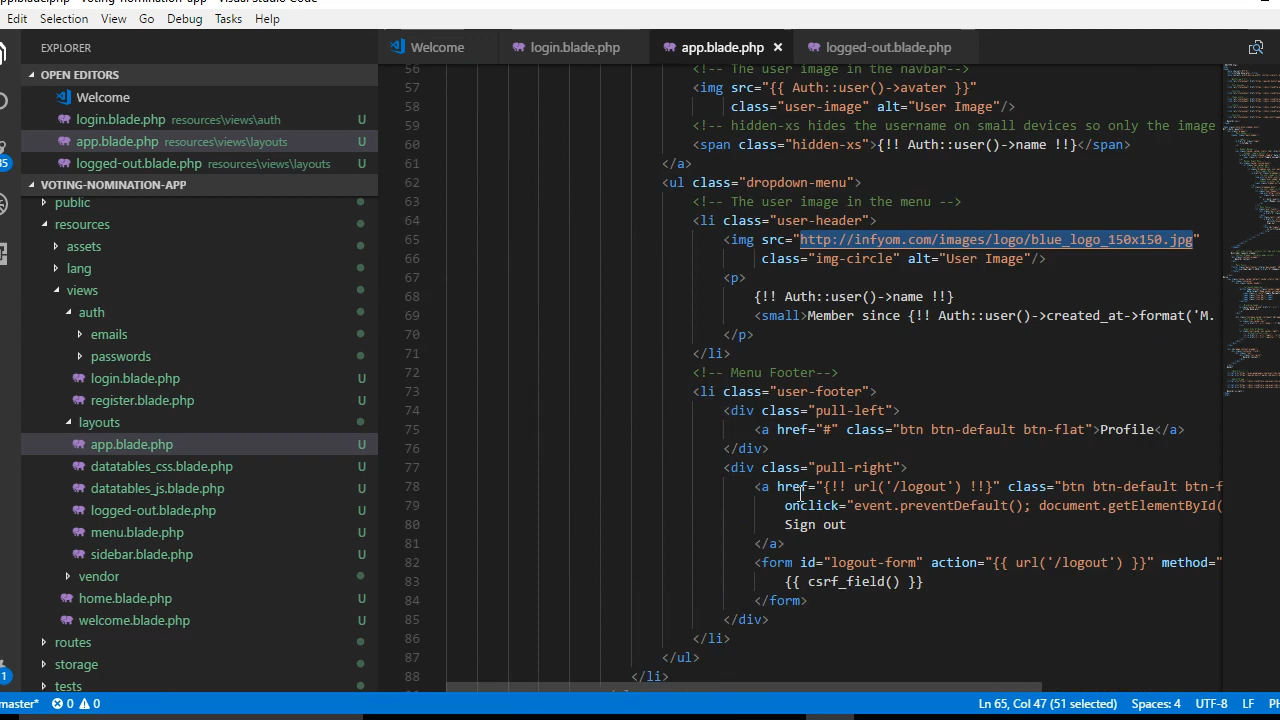 app.blade.php - voting-nomination-app - Visual Studio Code
Edit Selection View Go Debug Tasks Help
EXPLORER
OPEN EDITORS
Welcome
login.blade.php resources\views\auth U
app.blade.php resources\views\layouts U
logged-out.blade.php resources\views\layouts U
VOTING-NOMINATION-APP
public
resources
assets
lang
views
auth
emails
passwords
login.blade.php U
register.blade.php U
layouts
app.blade.php U
datatables_css.blade.php U
datatables_js.blade.php U
logged-out.blade.php U
menu.blade.php U
sidebar.blade.php U
vendor
home.blade.php U
welcome.blade.php U
routes
storage
tests
Welcome login.blade.php app.blade.php × logged-out.blade.php
56 <!-- The user image in the navbar-->
57 <img src="{{ Auth::user()->avater }}"
58 class="user-image" alt="User Image"/>
59 <!-- hidden-xs hides the username on small devices so only the image
60 <span class="hidden-xs">{!! Auth::user()->name !!}</span>
61 </a>
62 <ul class="dropdown-menu">
63 <!-- The user image in the menu -->
64 <li class="user-header">
65 <img src="http://infyom.com/images/logo/blue_logo_150x150.jpg"
66 class="img-circle" alt="User Image"/>
67 <p>
68 {!! Auth::user()->name !!}
69 <small>Member since {!! Auth::user()->created_at->format('M.
70 </p>
71 </li>
72 <!-- Menu Footer-->
73 <li class="user-footer">
74 <div class="pull-left">
75 <a href="#" class="btn btn-default btn-flat">Profile</a>
76 </div>
77 <div class="pull-right">
78 <a href="{!! url('/logout') !!}" class="btn btn-default btn-f
79 onclick="event.preventDefault(); document.getElementById(
80 Sign out
81 </a>
82 <form id="logout-form" action="{{ url('/logout') }}" method="
83 {{ csrf_field() }}
84 </form>
85 </div>
86 </li>
87 </ul>
88 </li>
master* 0 0 Ln 65, Col 47 (51 selected) Spaces: 4 UTF-8 LF